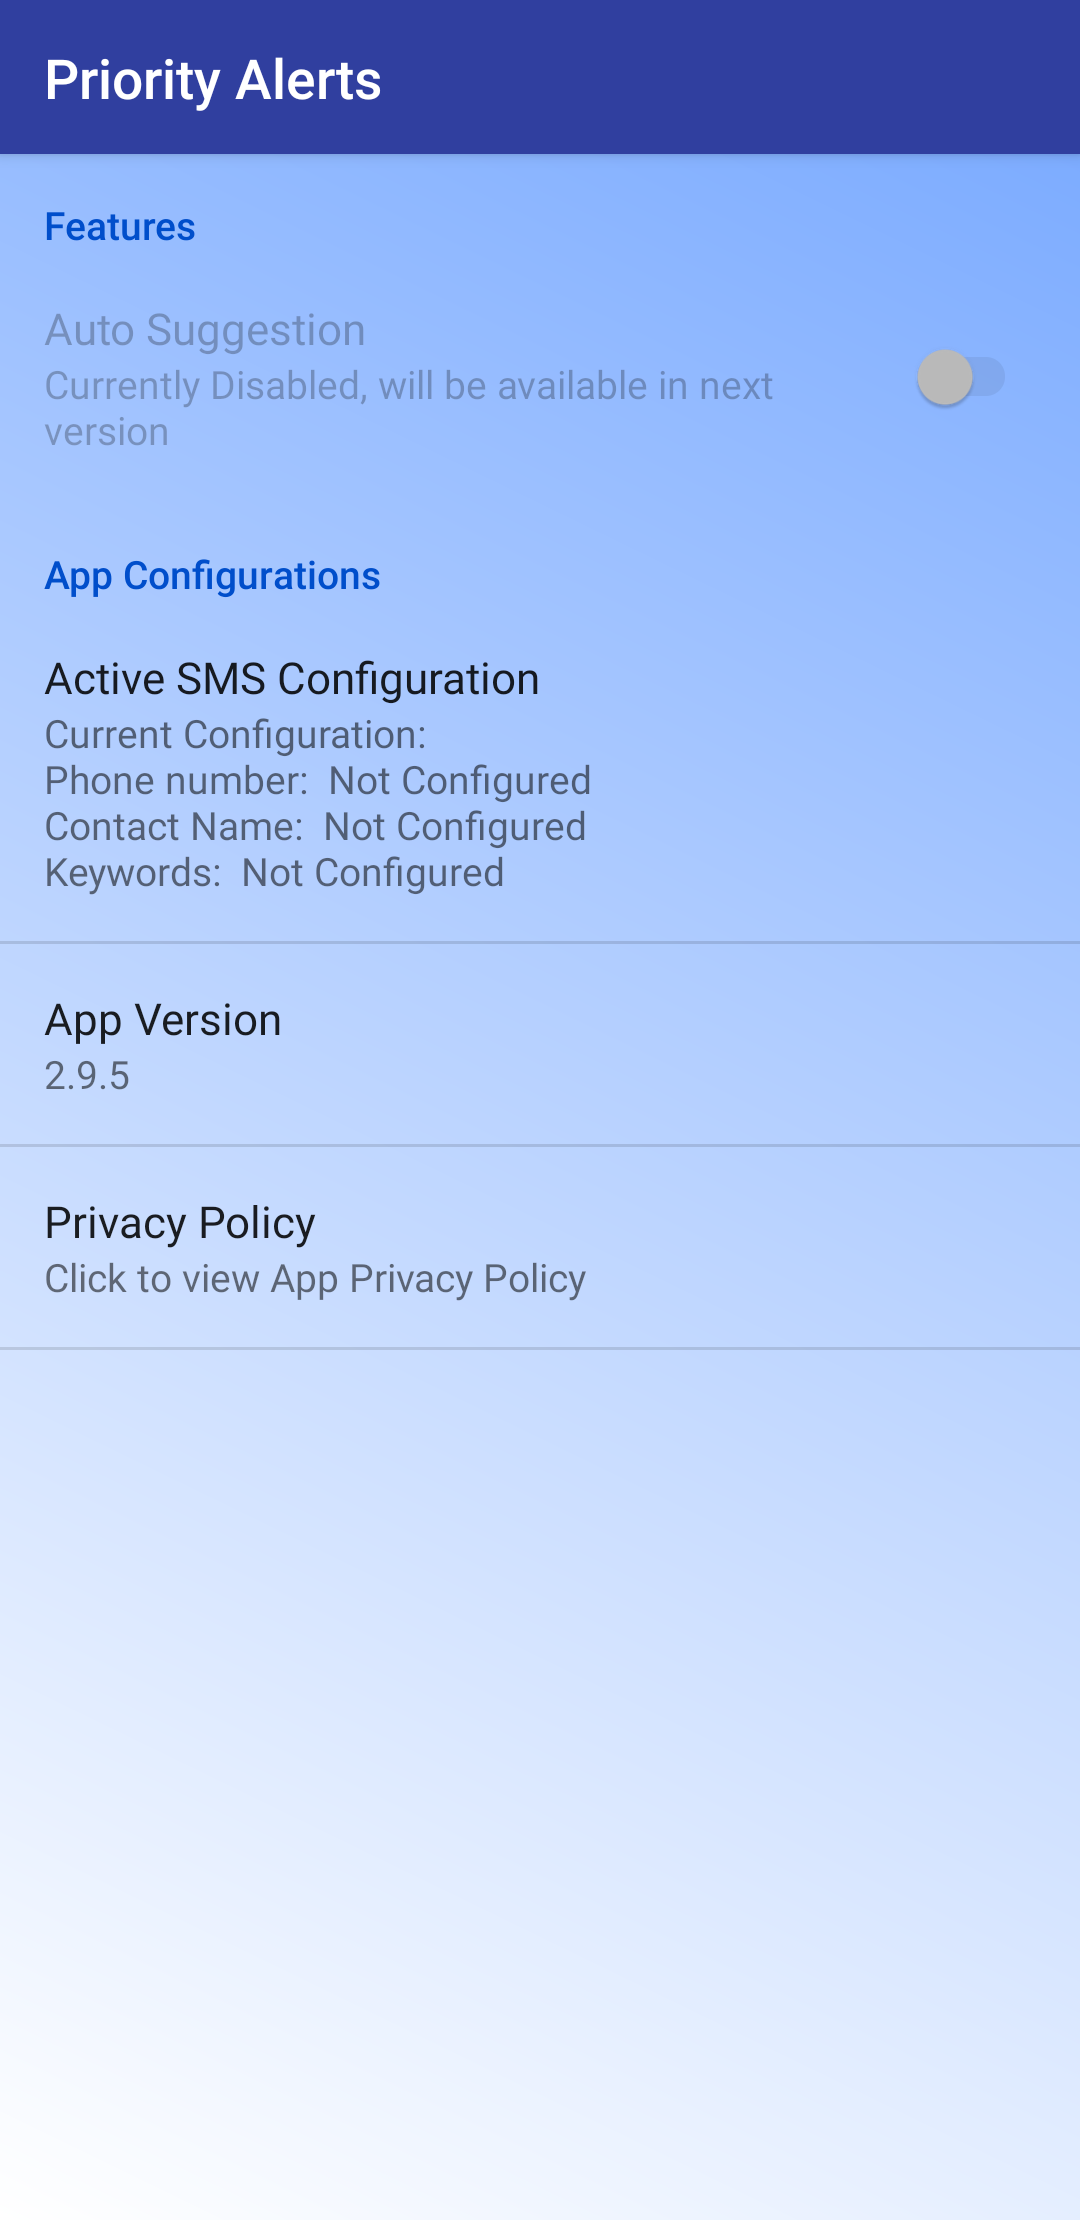 Priority Alerts
Features
Auto Suggestion
Currently Disabled, will be available in next
version
App Configurations
Active SMS Configuration
Current Configuration:
Phone number:  Not Configured
Contact Name:  Not Configured
Keywords:  Not Configured
App Version
2.9.5
Privacy Policy
Click to view App Privacy Policy